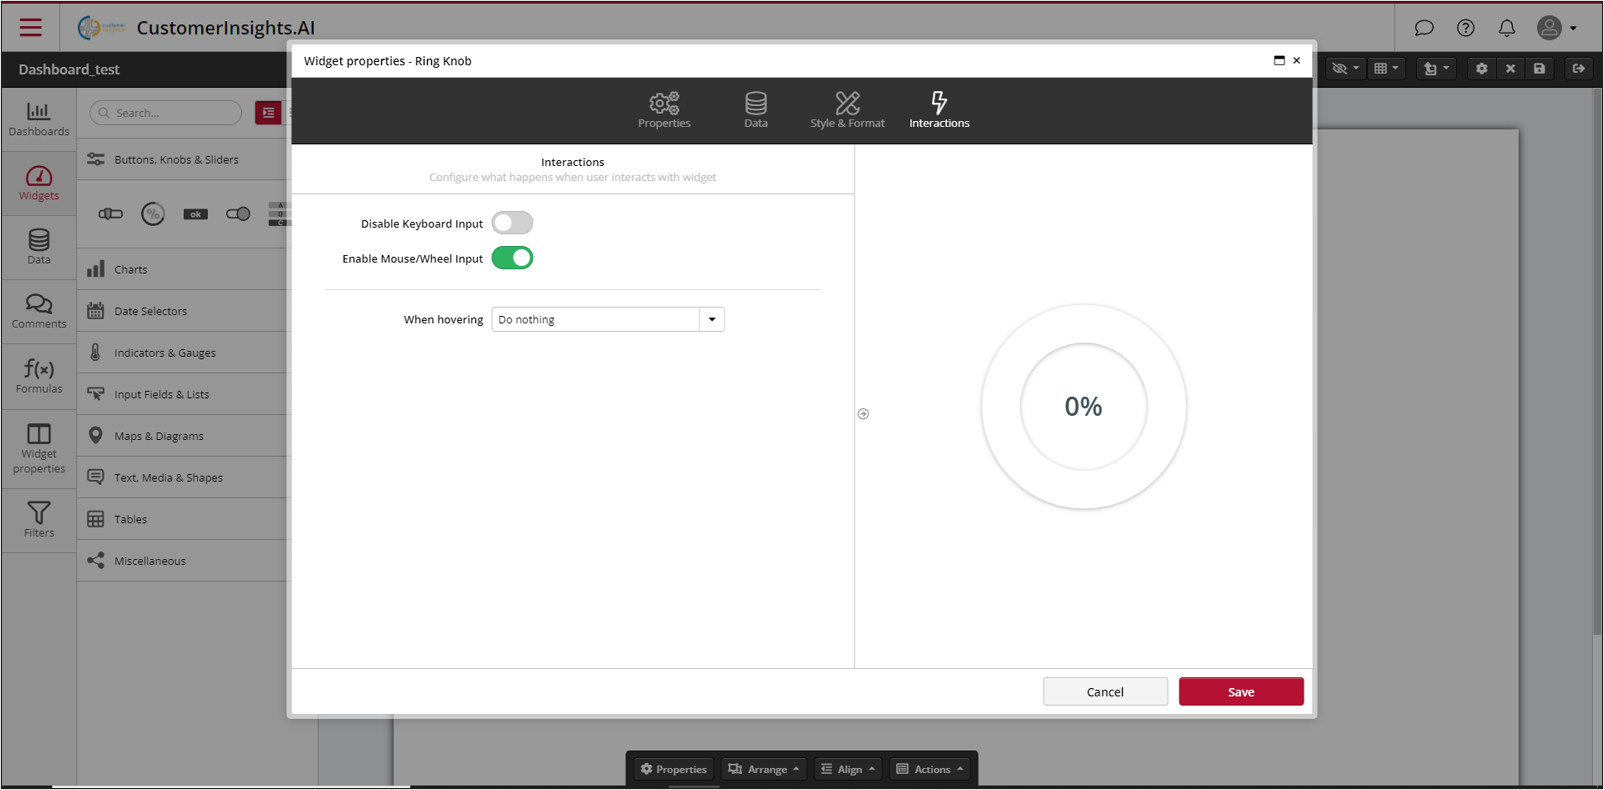 CustomerInsights.AI
Dashboard_test
Widget properties - Ring Knob
Properties
Data
Style & Format
Interactions
Dashboards
Widgets
Data
Comments
Formulas
Widget
properties
Filters
f(x)
Search...
Buttons, Knobs & Sliders
%
ok
A
B
C
Charts
Date Selectors
Indicators & Gauges
Input Fields & Lists
Maps & Diagrams
Text, Media & Shapes
Tables
Miscellaneous
Interactions
Configure what happens when user interacts with widget
Disable Keyboard Input
Enable Mouse/Wheel Input
When hovering
Do nothing
0%
Cancel
Save
Properties
Arrange
Align
Actions